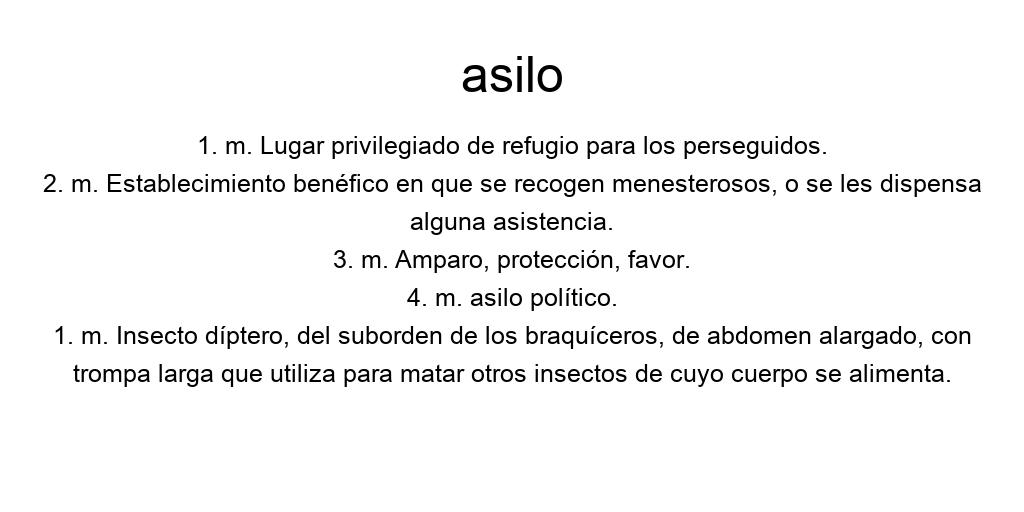 asilo
1. m. Lugar privilegiado de refugio para los perseguidos.
2. m. Establecimiento benéfico en que se recogen menesterosos, o se les dispensa
alguna asistencia.
3. m. Amparo, protección, favor.
4. m. asilo político.
1. m. Insecto díptero, del suborden de los braquíceros, de abdomen alargado, con
trompa larga que utiliza para matar otros insectos de cuyo cuerpo se alimenta.